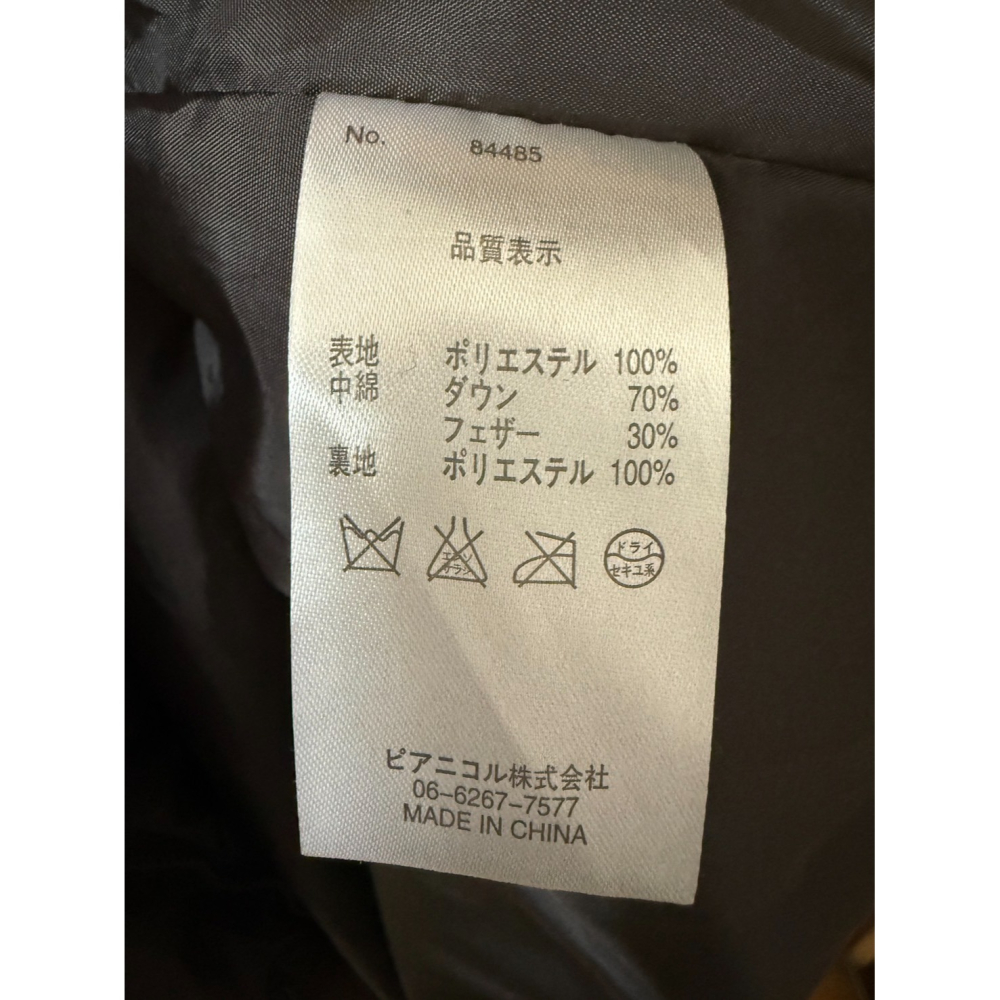 No. 84485
品質表示
表地 ポリエステル 100%
中綿 ダウン 70%
フェザー 30%
裏地 ポリエステル 100%
エンソ
サラシ
ドライ
セキユ系
ピアニコル株式会社
06-6267-7577
MADE IN CHINA